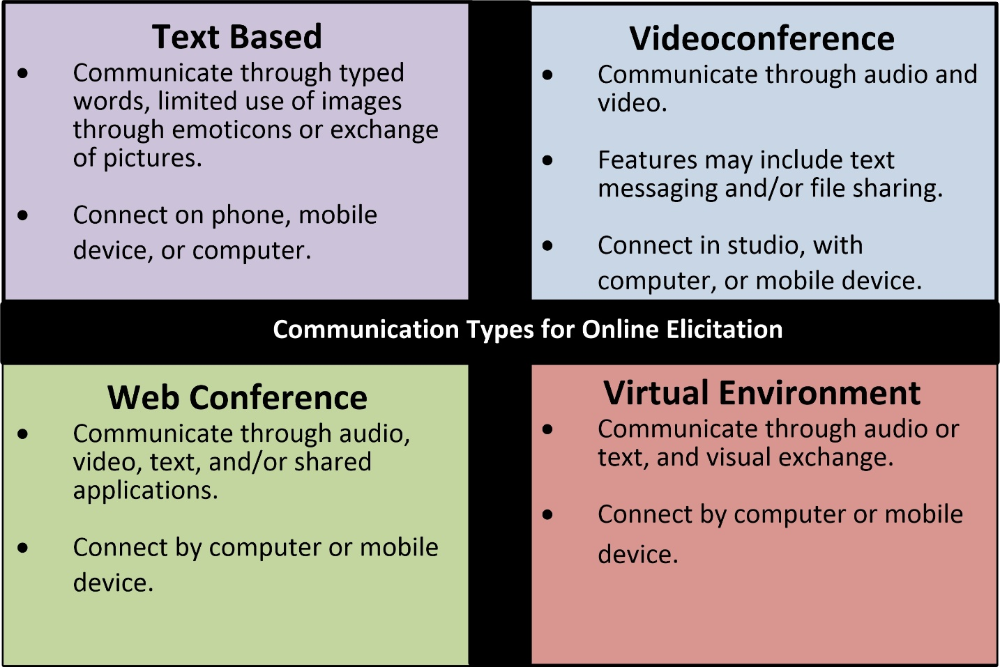 Text Based
• Communicate through typed
words, limited use of images
through emoticons or exchange
of pictures.
• Connect on phone, mobile
device, or computer.
Videoconference
• Communicate through audio and
video.
• Features may include text
messaging and/or file sharing.
• Connect in studio, with
computer, or mobile device.
Communication Types for Online Elicitation
Web Conference
• Communicate through audio,
video, text, and/or shared
applications.
• Connect by computer or mobile
device.
Virtual Environment
• Communicate through audio or
text, and visual exchange.
• Connect by computer or mobile
device.